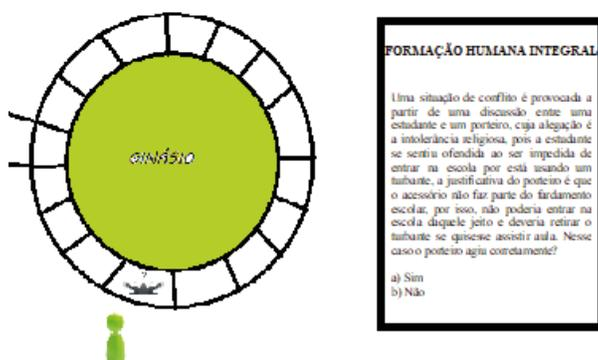 GINÁSIO
?
FORMAÇÃO HUMANA INTEGRAL
Uma situação de conflito é provocada a
partir de uma discussão entre uma
estudante e um porteiro, cuja alegação é
a intolerância religiosa, pois a estudante
se sentiu ofendida ao ser impedida de
entrar na escola por está usando um
turbante, a justificativa do porteiro é que
o acessório não faz parte do fardamento
escolar, por isso, não poderia entrar na
escola daquele jeito e deveria retirar o
turbante se quisesse assistir aula. Nesse
caso o porteiro agiu corretamente?
a) Sim
b) Não